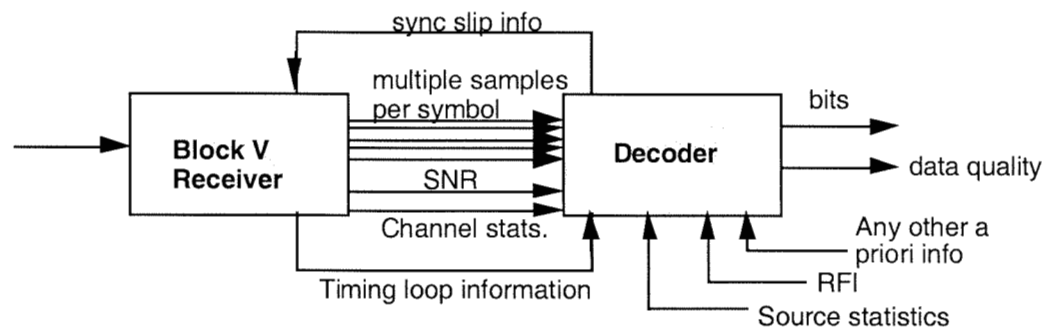 sync slip info
multiple samples
per symbol
bits
Block V
Receiver
Decoder
SNR
data quality
Channel stats.
Any other a
priori info
Timing loop information
RFI
Source statistics